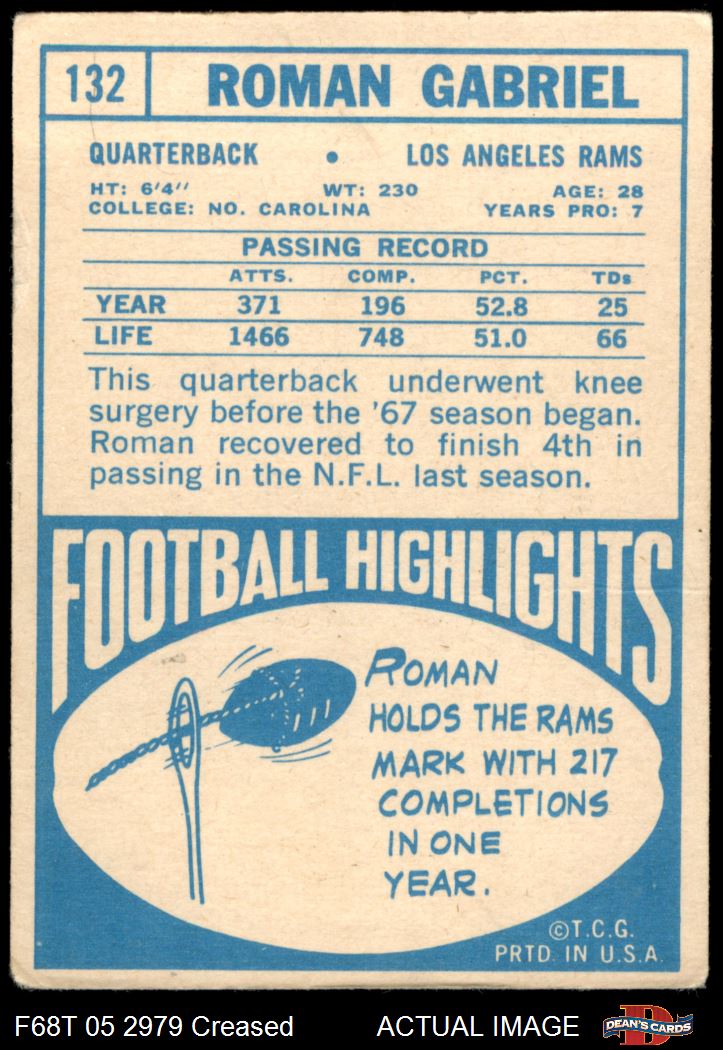 132 ROMAN GABRIEL
QUARTERBACK • LOS ANGELES RAMS
HT: 6'4" WT: 230 AGE: 28
COLLEGE: NO. CAROLINA YEARS PRO: 7
PASSING RECORD
ATTS. COMP. PCT. TDs
YEAR 371 196 52.8 25
LIFE 1466 748 51.0 66
This quarterback underwent knee
surgery before the '67 season began.
Roman recovered to finish 4th in
passing in the N.F.L. last season.
FOOTBALL HIGHLIGHTS
ROMAN
HOLDS THE RAMS
MARK WITH 217
COMPLETIONS
IN ONE
YEAR.
©T.C.G.
PRTD. IN U.S.A.
F68T 05 2979 Creased ACTUAL IMAGE D DEAN'S CARDS